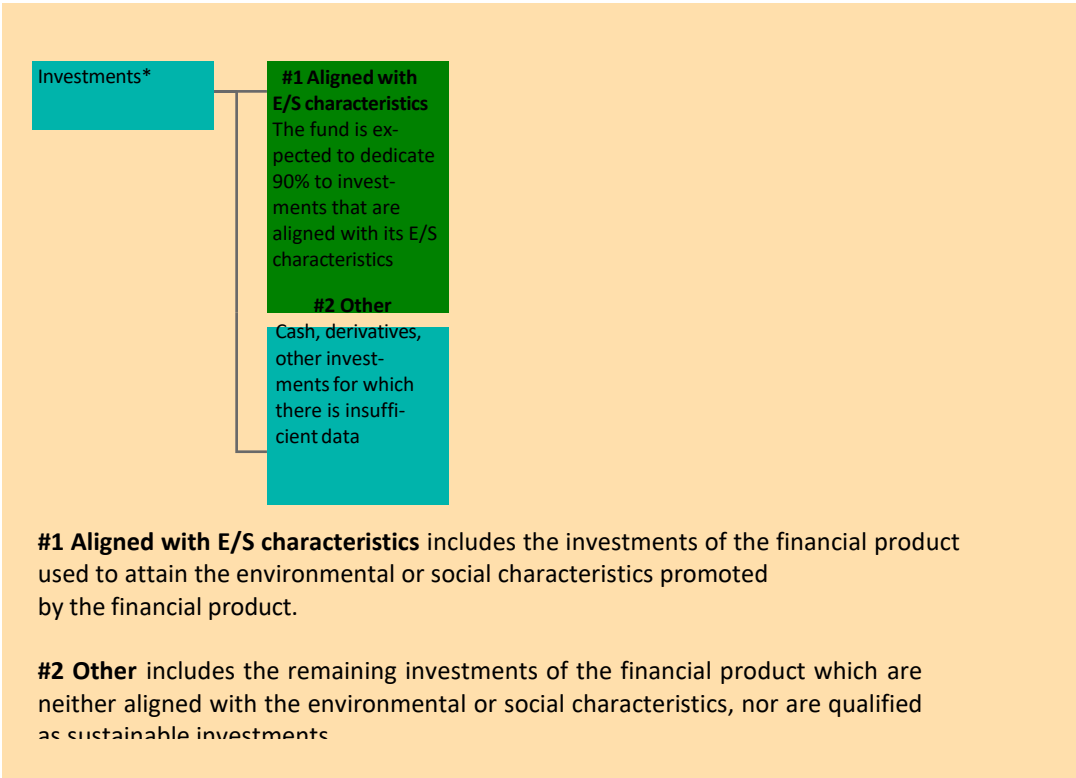 Investments*
#1 Aligned with
E/S characteristics
The fund is ex-
pected to dedicate
90% to invest-
ments that are
aligned with its E/S
characteristics
#2 Other
Cash, derivatives,
other invest-
ments for which
there is insuffi-
cient data
#1 Aligned with E/S characteristics includes the investments of the financial product
used to attain the environmental or social characteristics promoted
by the financial product.
#2 Other includes the remaining investments of the financial product which are
neither aligned with the environmental or social characteristics, nor are qualified
as sustainable investments